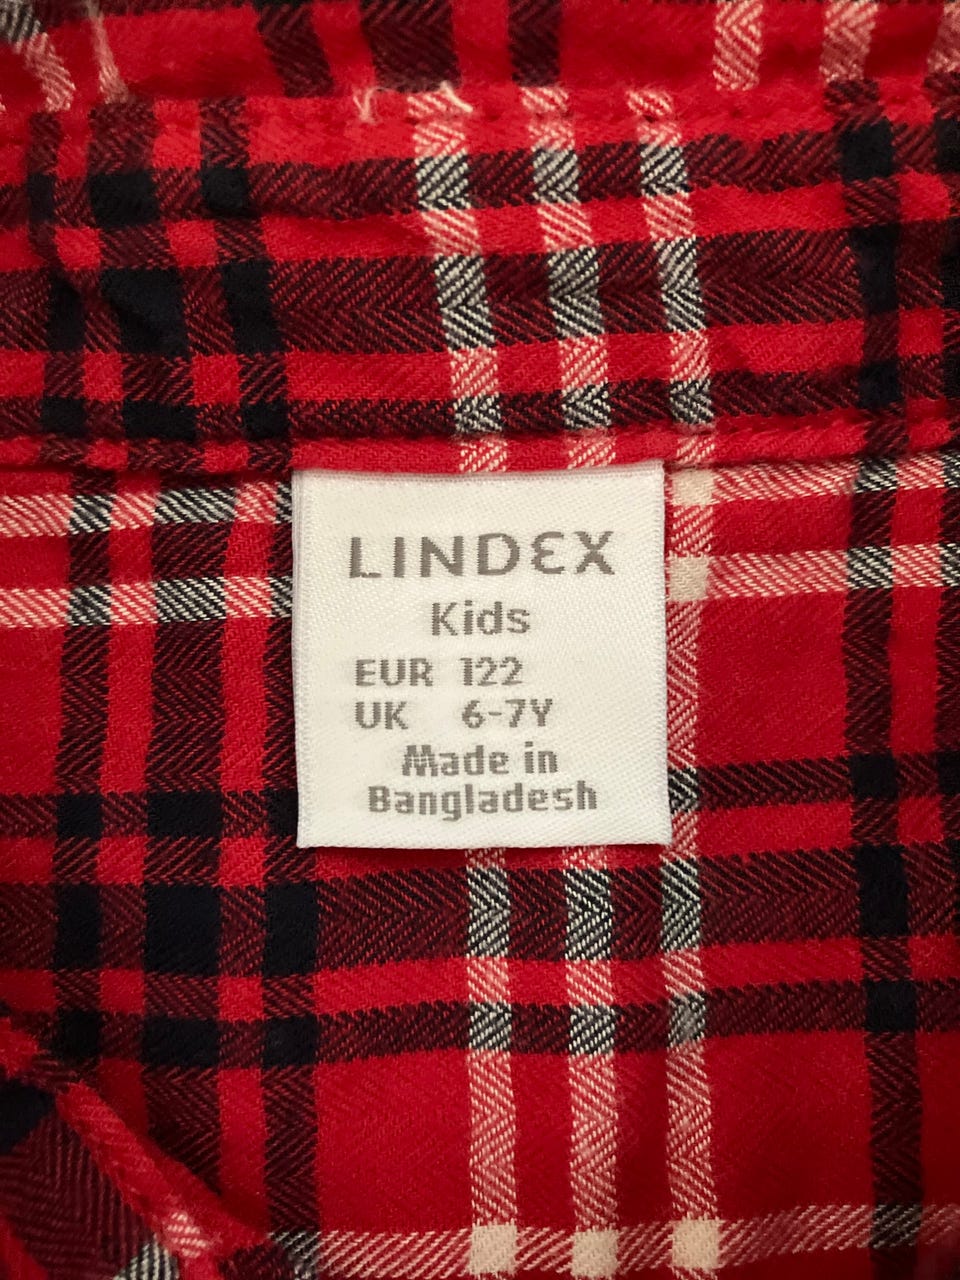 LINDEX
Kids
EUR 122
UK 6-7Y
Made in
Bangladesh